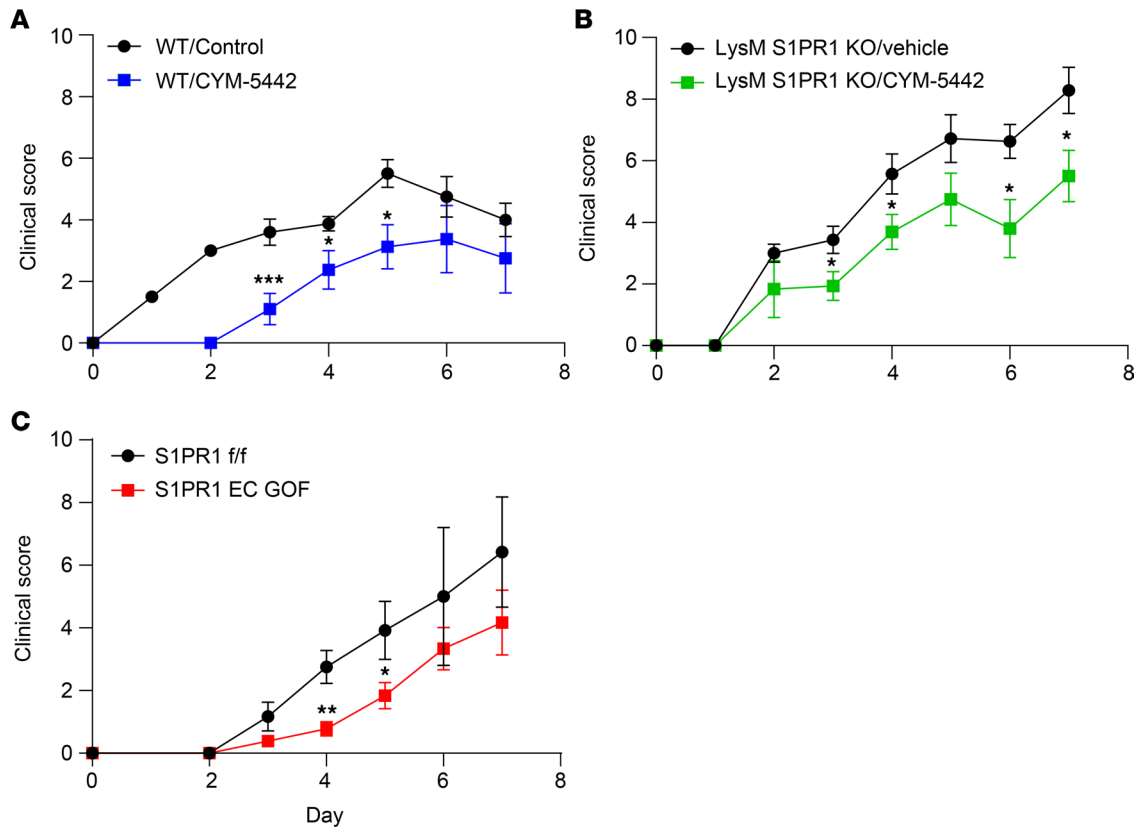 A
10
8
6
4
2
0
Clinical score
WT/Control
WT/CYM-5442
***
*
*
0 2 4 6 8
B
10
8
6
4
2
0
Clinical score
LysM S1PR1 KO/vehicle
LysM S1PR1 KO/CYM-5442
*
*
*
*
0 2 4 6 8
C
10
8
6
4
2
0
Clinical score
S1PR1 f/f
S1PR1 EC GOF
**
*
0 2 4 6 8
Day